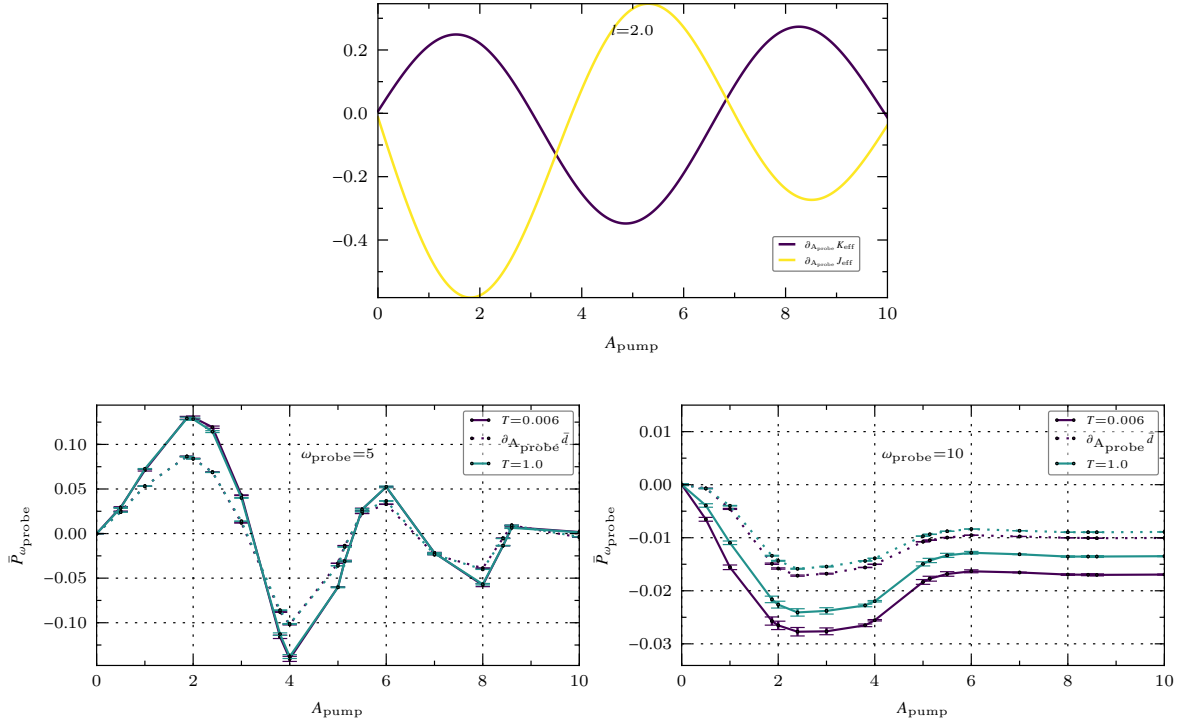 0.2
0.0
−0.2
−0.4
l=2.0
∂A_probe K_eff
∂A_probe J_eff
0 2 4 6 8 10
A_pump
0.10
0.05
0.00
−0.05
−0.10
P̄_ω_probe
ω_probe=5
T=0.006
∂A_probe d̄
T=1.0
0 2 4 6 8 10
A_pump
0.01
0.00
−0.01
−0.02
−0.03
P̄_ω_probe
ω_probe=10
T=0.006
∂A_probe d̄
T=1.0
0 2 4 6 8 10
A_pump